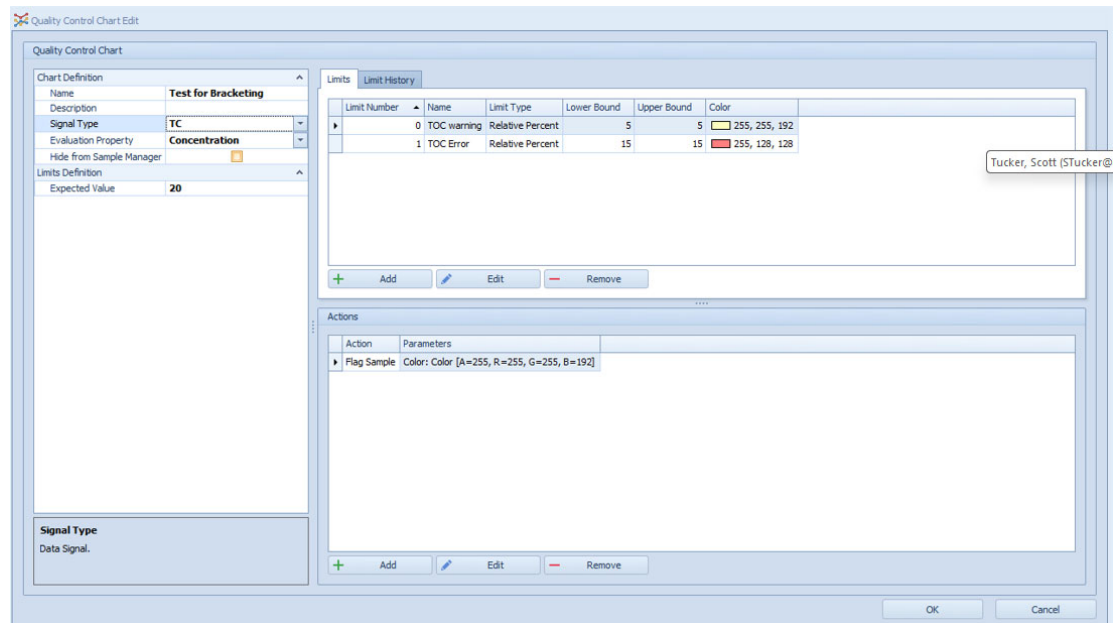 Quality Control Chart Edit
Quality Control Chart
Chart Definition
Name Test for Bracketing
Description
Signal Type TC
Evaluation Property Concentration
Hide from Sample Manager
Limits Definition
Expected Value 20
Signal Type
Data Signal.
Limits Limit History
Limit Number Name Limit Type Lower Bound Upper Bound Color
0 TOC warning Relative Percent 5 5 255, 255, 192
1 TOC Error Relative Percent 15 15 255, 128, 128
Tucker, Scott (STucker@
Add Edit Remove
Actions
Action Parameters
Flag Sample Color: Color [A=255, R=255, G=255, B=192]
Add Edit Remove
OK Cancel